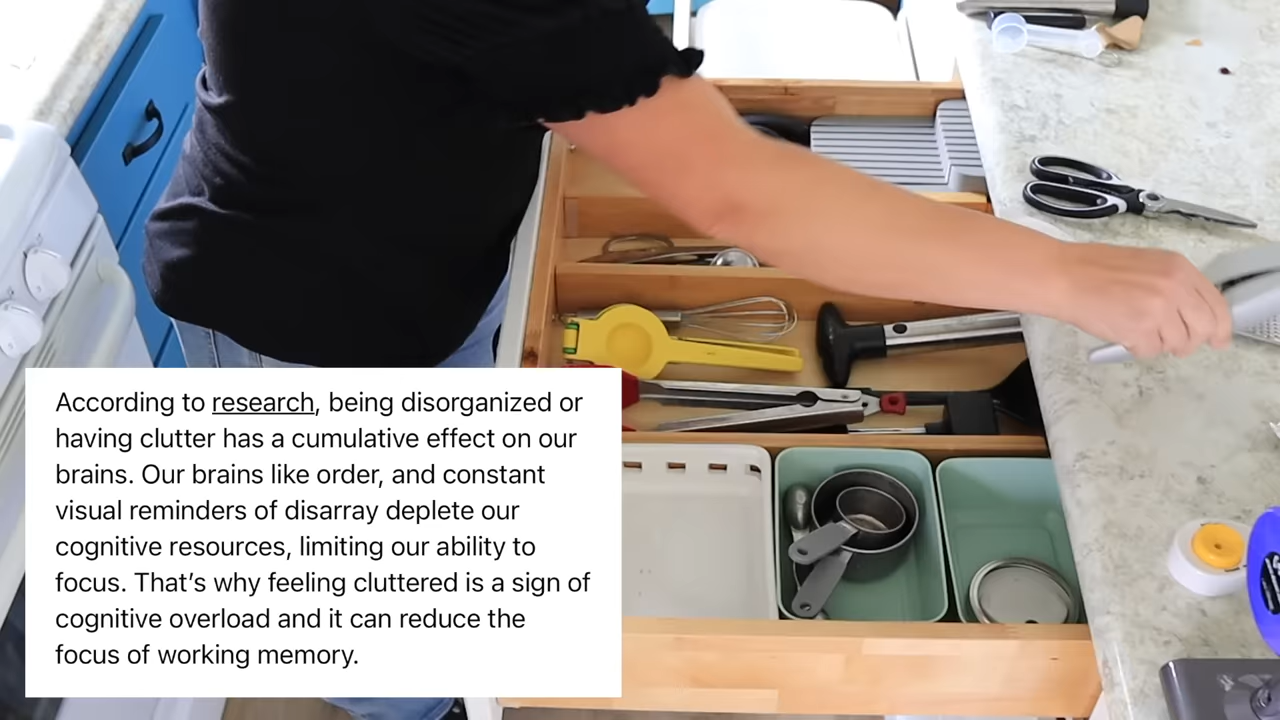 According to research, being disorganized or
having clutter has a cumulative effect on our
brains. Our brains like order, and constant
visual reminders of disarray deplete our
cognitive resources, limiting our ability to
focus. That’s why feeling cluttered is a sign of
cognitive overload and it can reduce the
focus of working memory.